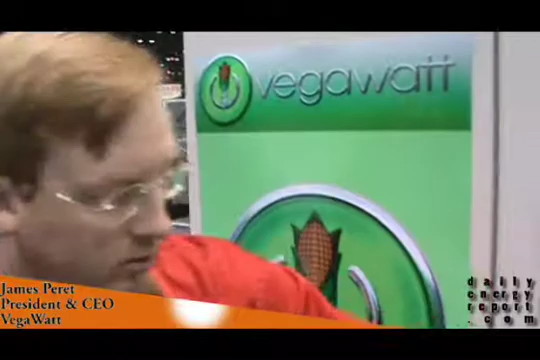 vegawatt
James Peret
President & CEO
VegaWatt
daily
energy
report
.com